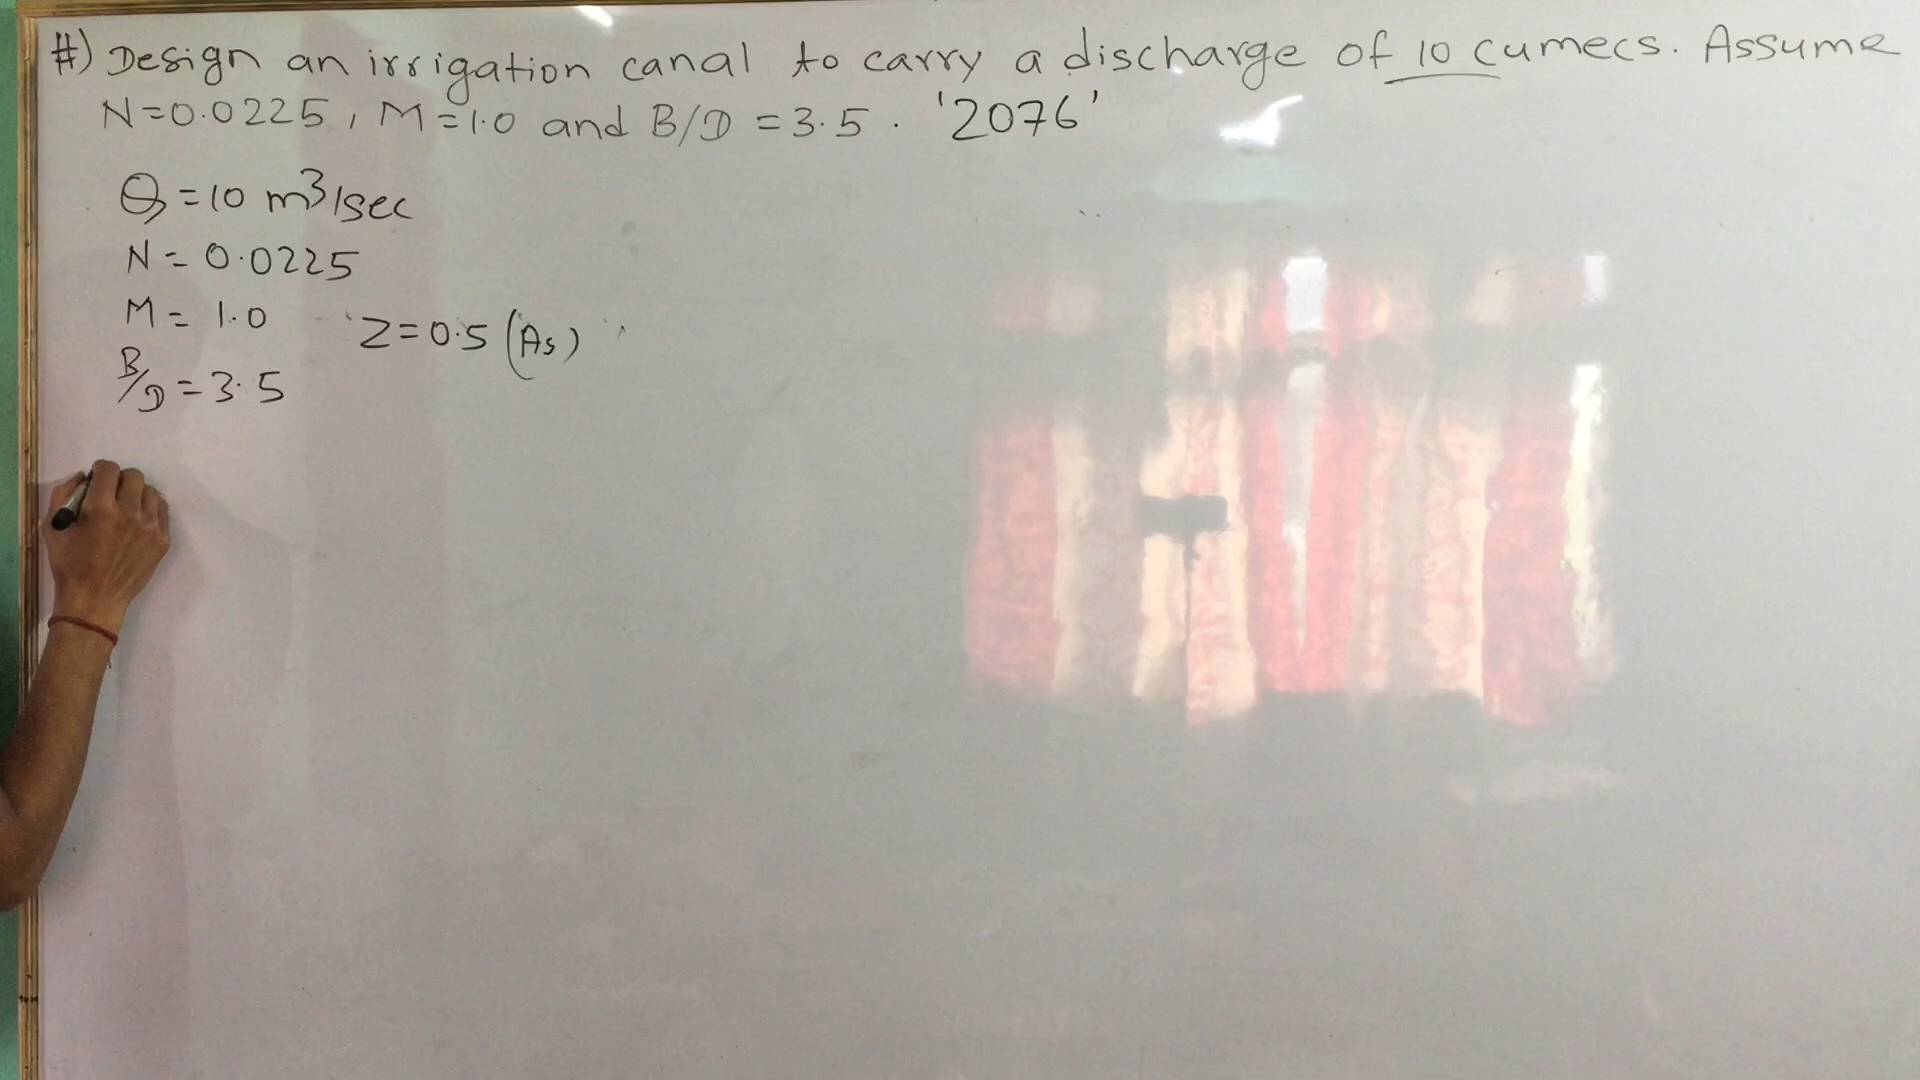 #) Design an irrigation canal to carry a discharge of 10 cumecs. Assume
N=0.0225, M=1.0 and B/D = 3.5. '2076'
Q = 10 m³/sec
N = 0.0225
M = 1.0 Z=0.5 (As)
B/D = 3.5